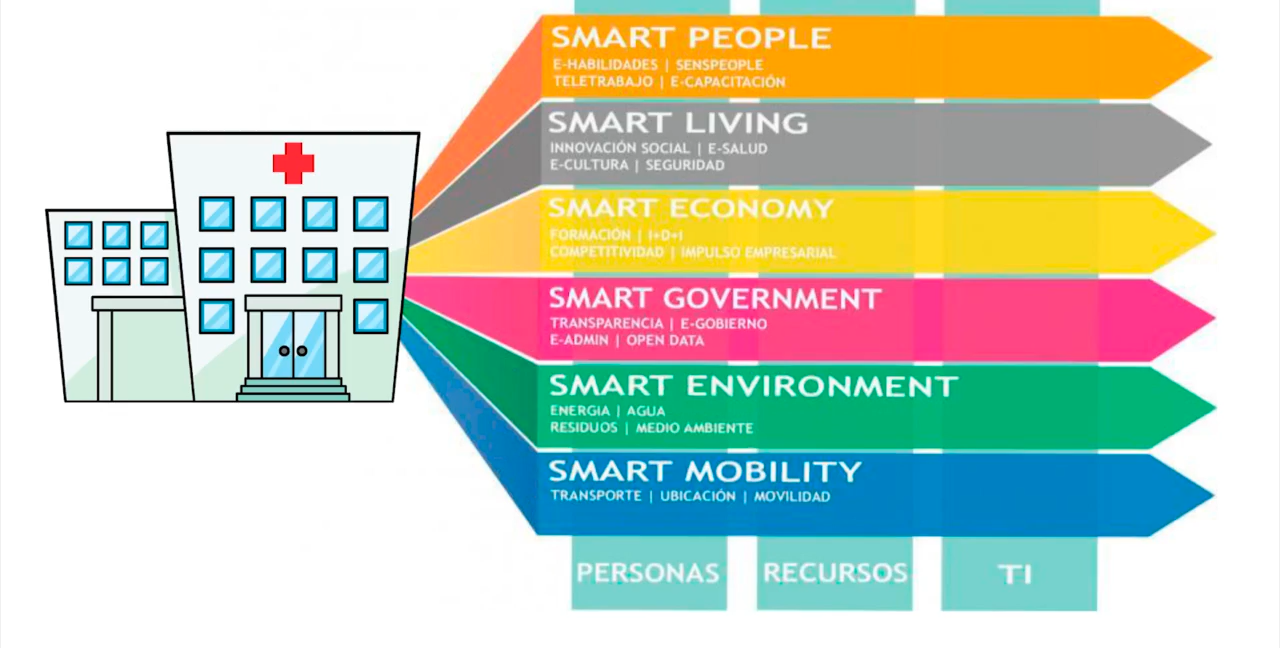 SMART PEOPLE
E-HABILIDADES | SENSPEOPLE
TELETRABAJO | E-CAPACITACIÓN
SMART LIVING
INNOVACIÓN SOCIAL | E-SALUD
E-CULTURA | SEGURIDAD
SMART ECONOMY
FORMACIÓN | I+D+I
COMPETITIVIDAD | IMPULSO EMPRESARIAL
SMART GOVERNMENT
TRANSPARENCIA | E-GOBIERNO
E-ADMIN | OPEN DATA
SMART ENVIRONMENT
ENERGIA | AGUA
RESIDUOS | MEDIO AMBIENTE
SMART MOBILITY
TRANSPORTE | UBICACIÓN | MOVILIDAD
PERSONAS RECURSOS TI